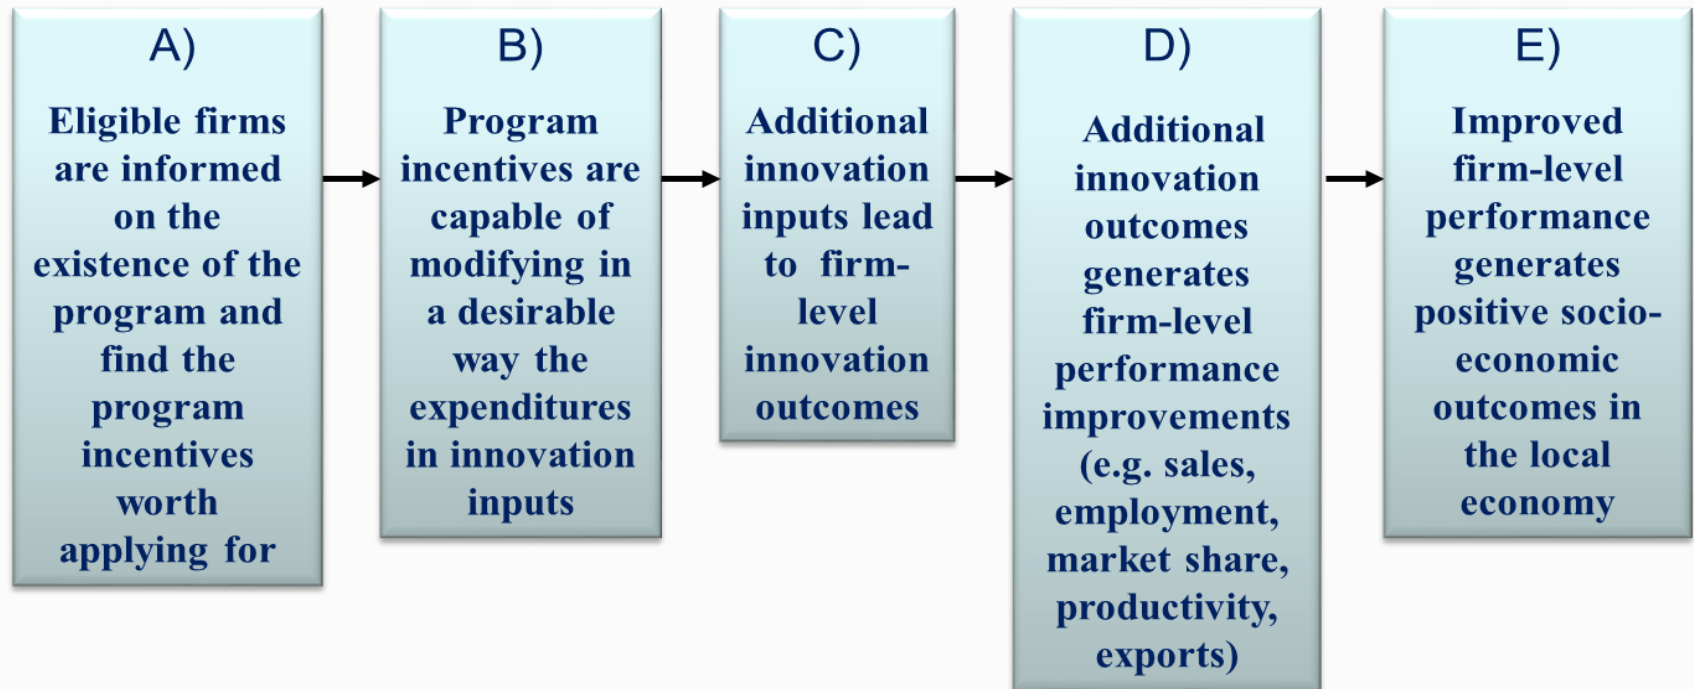 A)
Eligible firms
are informed
on the
existence of the
program and
find the
program
incentives
worth
applying for
B)
Program
incentives are
capable of
modifying in
a desirable
way the
expenditures
in innovation
inputs
C)
Additional
innovation
inputs lead
to firm-
level
innovation
outcomes
D)
Additional
innovation
outcomes
generates
firm-level
performance
improvements
(e.g. sales,
employment,
market share,
productivity,
exports)
E)
Improved
firm-level
performance
generates
positive socio-
economic
outcomes in
the local
economy